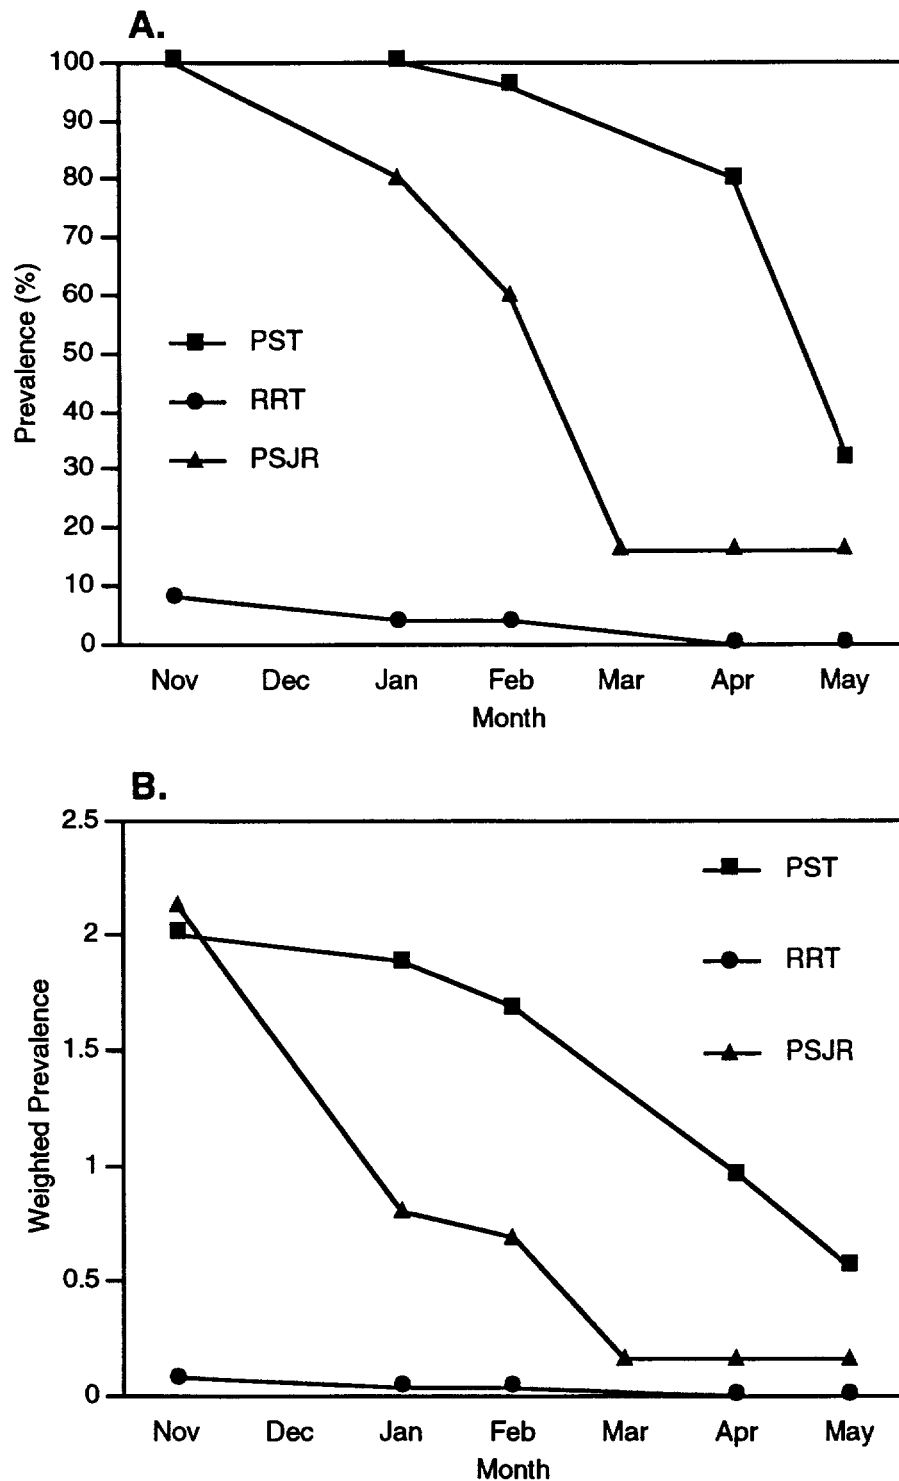 A.
100
90
80
70
60
50
40
30
20
10
0
Prevalence (%)
PST
RRT
PSJR
Nov Dec Jan Feb Mar Apr May
Month
B.
2.5
2
1.5
1
0.5
0
Weighted Prevalence
PST
RRT
PSJR
Nov Dec Jan Feb Mar Apr May
Month